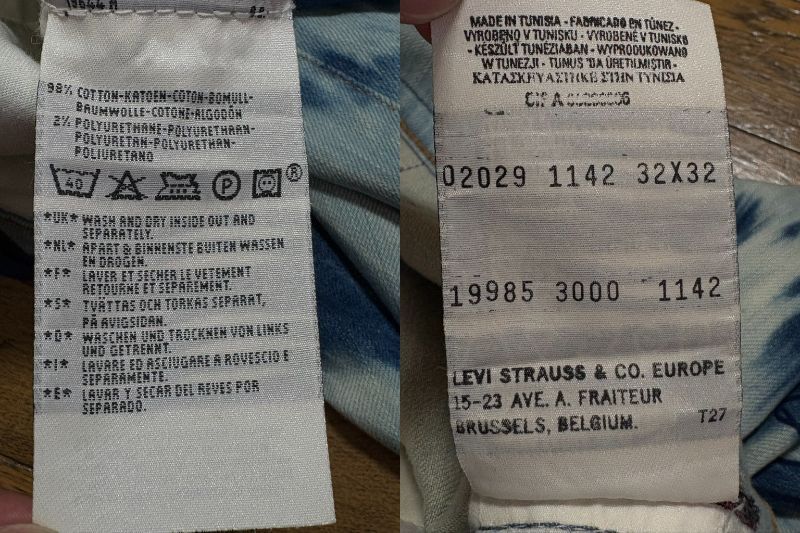 98% COTTON-KATOEN-COTON-BOMULL-
BAUMWOLLE-COTONE-ALGODÓN
2% POLYURETHANE-POLYURETHAAN-
POLYURETAN-POLYURETHAN-
POLIURETANO
40
P
®
*UK* WASH AND DRY INSIDE OUT AND
SEPARATELY.
*NL* APART & BINNENSTE BUITEN WASSEN
EN DROGEN.
*F* LAVER ET SECHER LE VETEMENT
RETOURNE ET SEPAREMENT.
*S* TVÄTTAS OCH TORKAS SEPARAT,
PÅ AVIGSIDAN.
*D* WASCHEN UND TROCKNEN VON LINKS
UND GETRENNT.
*I* LAVARE ED ASCIUGARE A ROVESCIO E
SEPARAMENTE.
*E* LAVAR Y SECAR DEL REVES POR
SEPARADO.
MADE IN TUNISIA - FABRICADO EN TÚNEZ -
VYROBENO V TUNISKU - VYROBENÉ V TUNISKU
- KÉSZÜLT TUNÉZIÁBAN - WYPRODUKOWANO
W TUNEZJI - TUNUS 'DA ÜRETILMISTIR -
ΚΑΤΑΣΚΕΥΑΣΤΗΚΕ ΣΤΗΝ ΤΥΝΗΣΙΑ
CIF A
02029 1142 32X32
19985 3000 1142
LEVI STRAUSS & CO. EUROPE
15-23 AVE. A. FRAITEUR
BRUSSELS, BELGIUM. T27